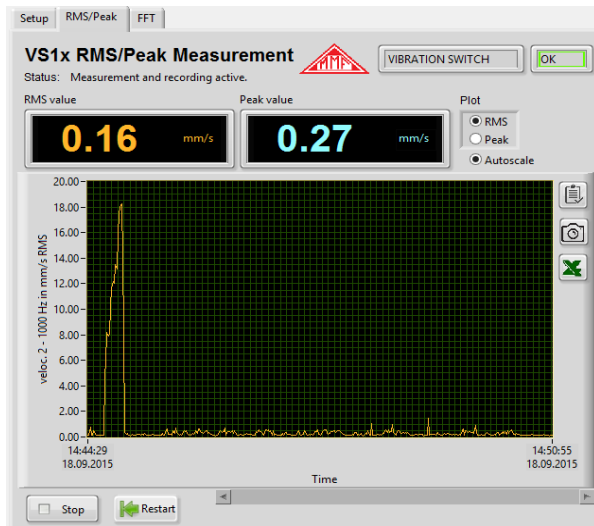 Setup RMS/Peak FFT
VS1x RMS/Peak Measurement MMF VIBRATION SWITCH OK
Status: Measurement and recording active.
RMS value Peak value Plot
0.16 mm/s 0.27 mm/s
RMS
Peak
Autoscale
20.00
18.00
16.00
14.00
12.00
10.00
8.00
6.00
4.00
2.00
0.00
veloc. 2 - 1000 Hz in mm/s RMS
14:44:29 14:50:55
18.09.2015 18.09.2015
Time
Stop Restart